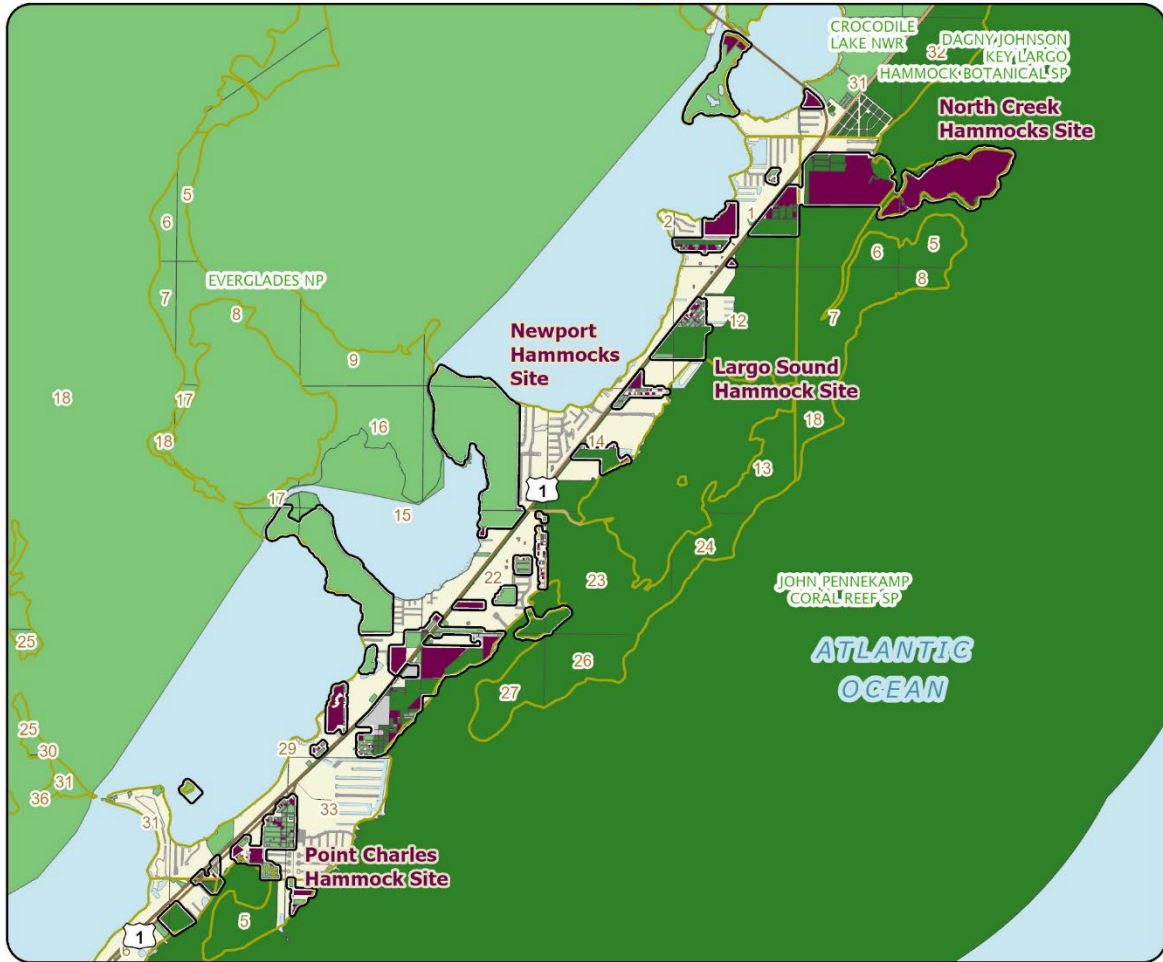 CROCODILE
LAKE NWR
DAGNY JOHNSON
KEY LARGO
HAMMOCK BOTANICAL SP
32
31
North Creek
Hammocks Site
5
6
2
1
6
5
8
EVERGLADES NP
7
8
7
12
Newport
Hammocks
Site
9
Largo Sound
Hammock Site
18
17
16
18
18
14
13
17
15
1
24
22
23
JOHN PENNEKAMP
CORAL REEF SP
25
26
ATLANTIC
OCEAN
27
25
30
29
31
36
31
33
Point Charles
Hammock Site
5
1
6